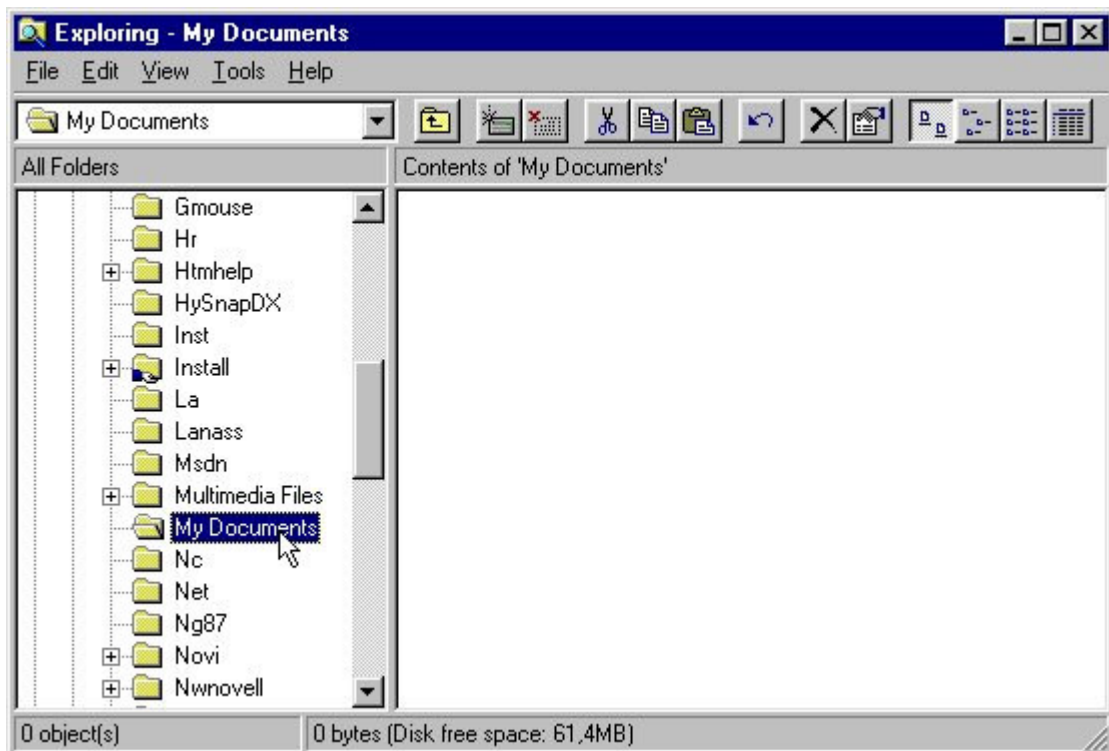 Exploring - My Documents
File Edit View Tools Help
My Documents
All Folders
Contents of 'My Documents'
Gmouse
Hr
Htmhelp
HySnapDX
Inst
Install
La
Lanass
Msdn
Multimedia Files
My Documents
Nc
Net
Ng87
Novi
Nwnovell
0 object(s)
0 bytes (Disk free space: 61,4MB)